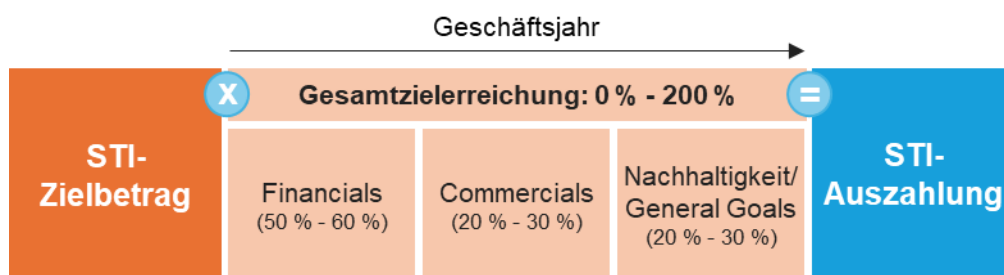 Geschäftsjahr
STI-
Zielbetrag
x
Gesamtzielerreichung: 0 % - 200 %
=
Financials
(50 % - 60 %)
Commercials
(20 % - 30 %)
Nachhaltigkeit/
General Goals
(20 % - 30 %)
STI-
Auszahlung